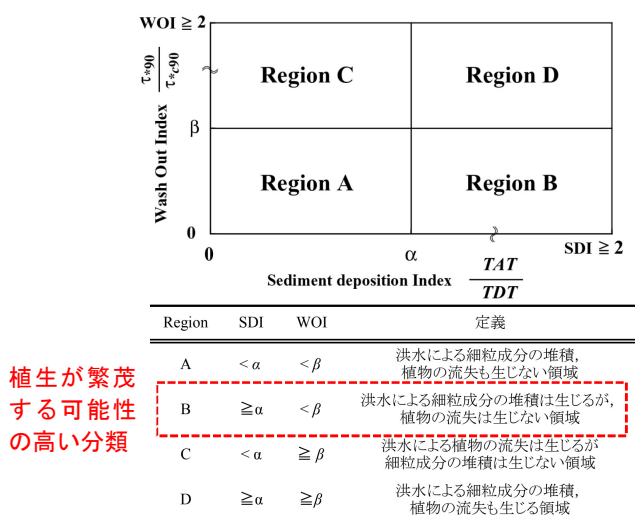 WOI ≧ 2
Wash Out Index τ*90 / τ*c90
Region C
Region D
β
Region A
Region B
0
0
α
SDI ≧ 2
Sediment deposition Index TAT / TDT
Region SDI WOI 定義
A < α < β 洪水による細粒成分の堆積,
植物の流失も生じない領域
植生が繁茂
する可能性
の高い分類
B ≧α < β 洪水による細粒成分の堆積は生じるが,
植物の流失は生じない領域
C < α ≧ β 洪水による植物の流失は生じるが
細粒成分の堆積は生じない領域
D ≧α ≧β 洪水による細粒成分の堆積,
植物の流失も生じる領域